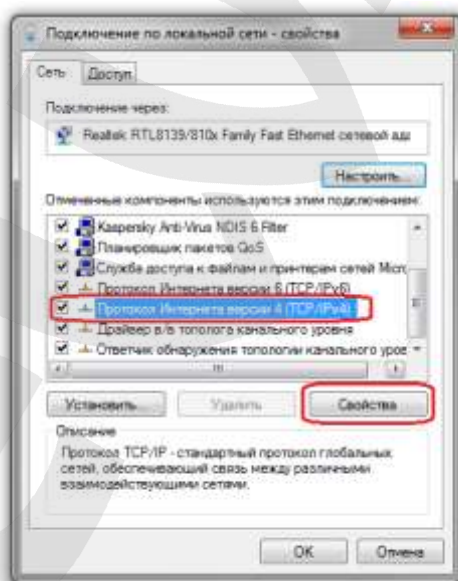 Подключение по локальной сети - свойства
Сеть Доступ
Подключение через:
Realtek RTL8139/810x Family Fast Ethernet сетевой ада
Настроить...
Отмеченные компоненты используются этим подключением:
Kaspersky Anti-Virus NDIS 6 Filter
Планировщик пакетов QoS
Служба доступа к файлам и принтерам сетей Micro
Протокол Интернета версии 6 (TCP/IPv6)
Протокол Интернета версии 4 (TCP/IPv4)
Драйвер в/в тополога канального уровня
Ответчик обнаружения топологии канального уров
Установить... Удалить Свойства
Описание
Протокол TCP/IP - стандартный протокол глобальных
сетей, обеспечивающий связь между различными
взаимодействующими сетями.
OK Отмена